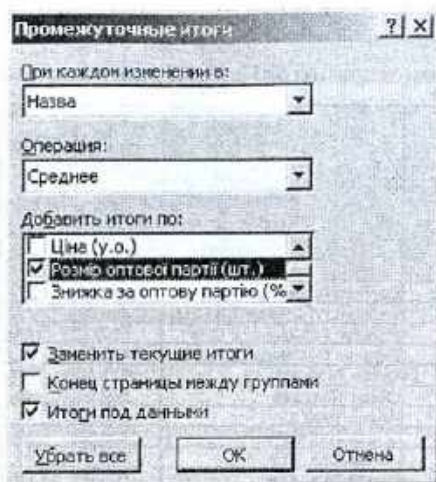 Промежуточные итоги
При каждом изменении в:
Назва
Операция:
Среднее
Добавить итоги по:
Ціна (у.о.)
Розмір оптової партії (шт.)
Знижка за оптову партію (%
Заменить текущие итоги
Конец страницы между группами
Итоги под данными
Убрать все ОК Отмена